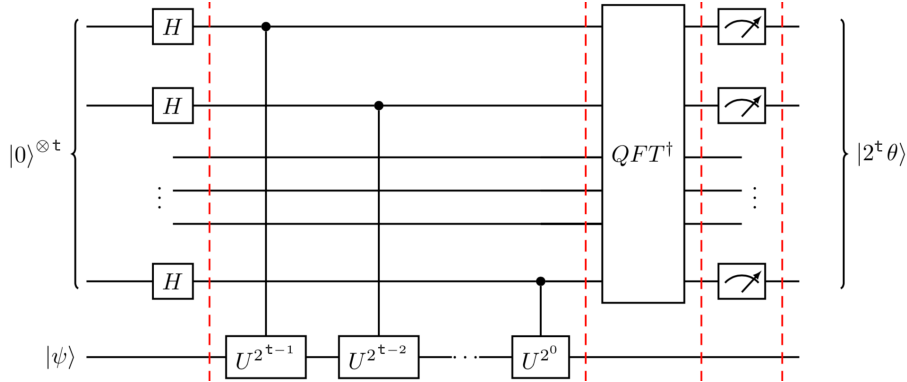 H
H
|0⟩^{⊗t}
QFT^†
|2^t θ⟩
⋮
⋮
H
|ψ⟩
U^{2^{t−1}}
U^{2^{t−2}}
···
U^{2^0}